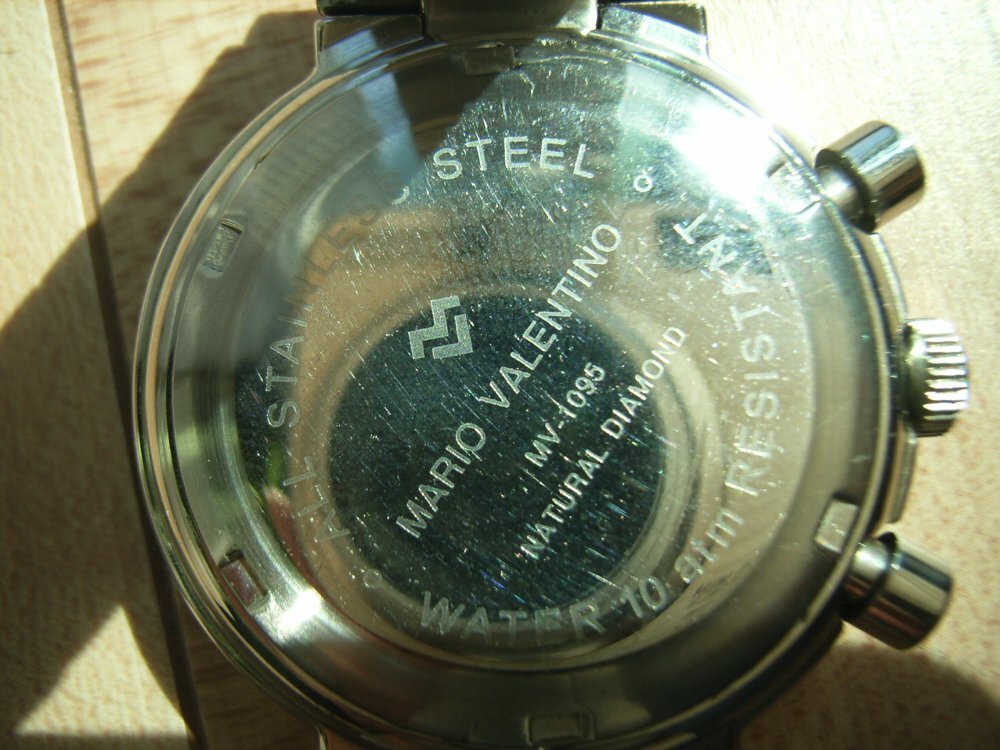 ALL STAINLESS STEEL
MARIO VALENTINO
MV-1095
NATURAL DIAMOND
WATER 10 atm RESISTANT